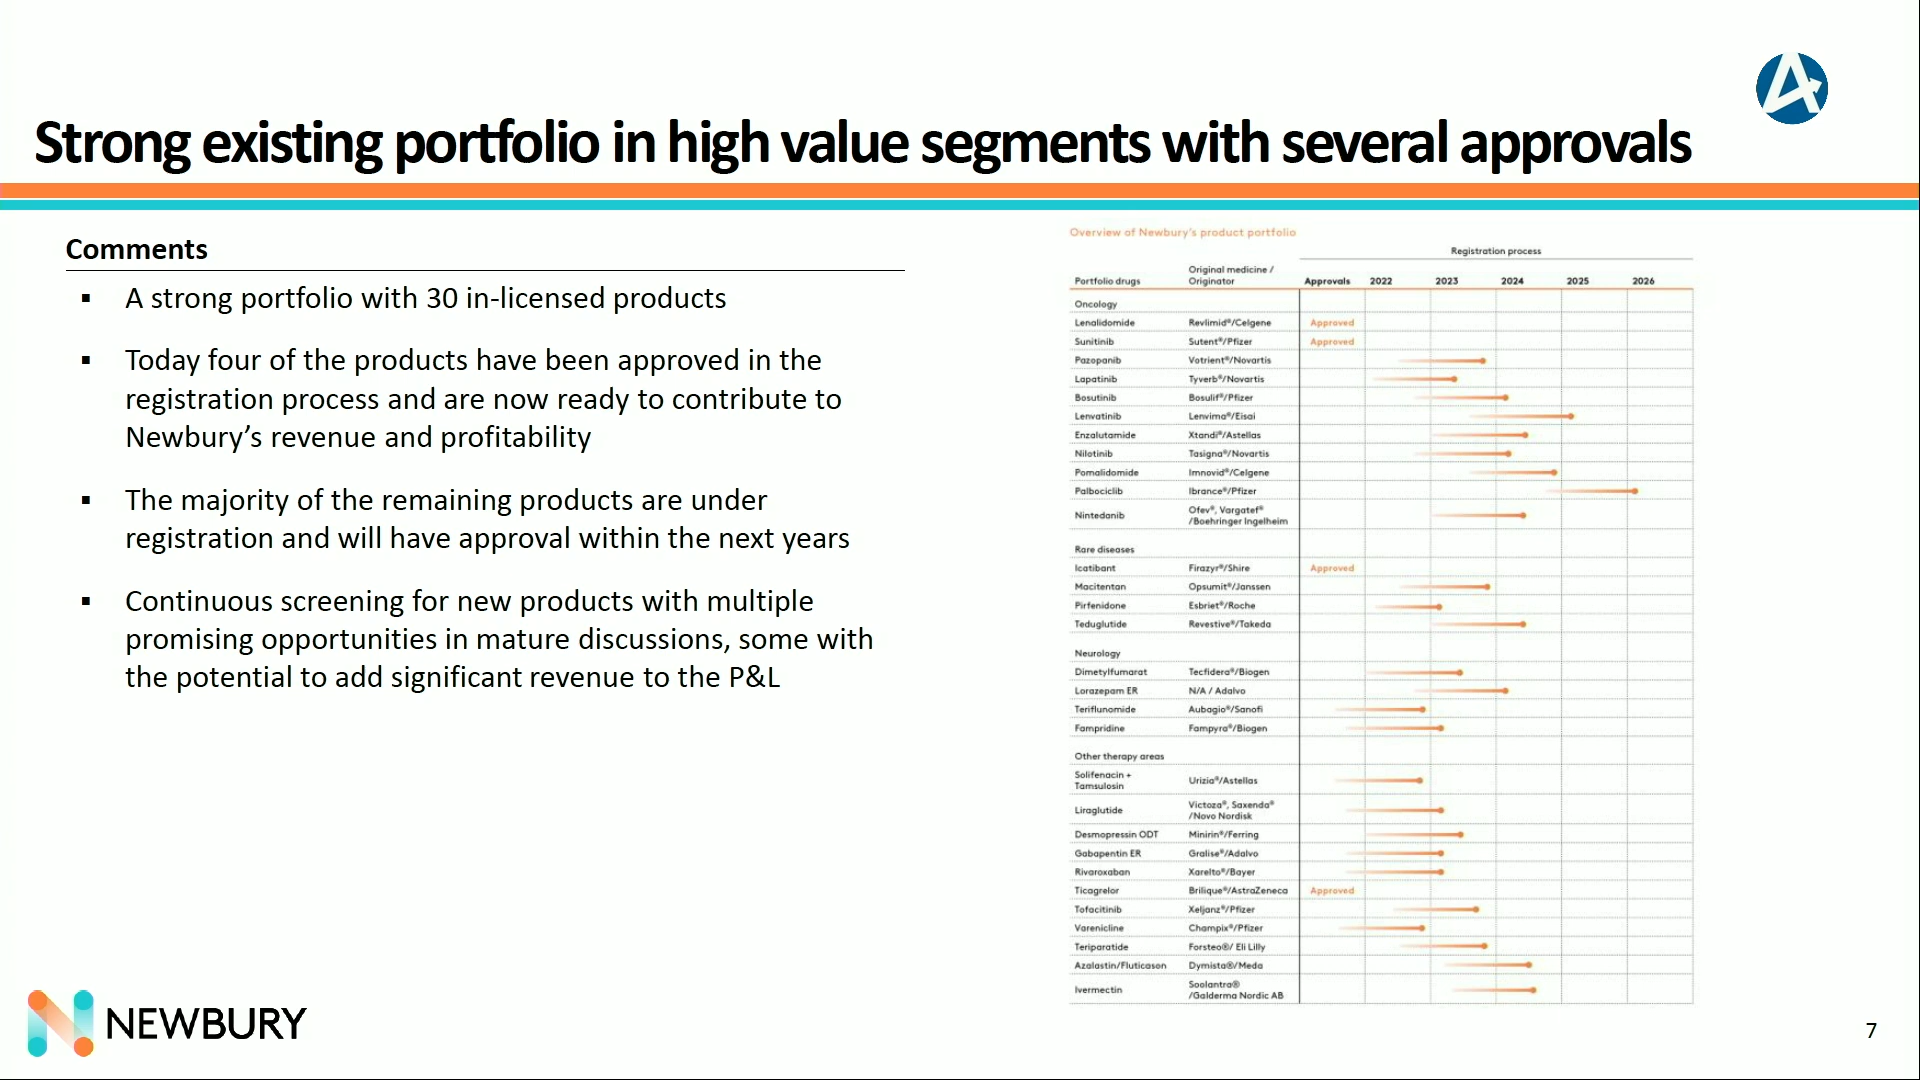 Strong existing portfolio in high value segments with several approvals
Comments
▪ A strong portfolio with 30 in-licensed products
▪ Today four of the products have been approved in the
registration process and are now ready to contribute to
Newbury’s revenue and profitability
▪ The majority of the remaining products are under
registration and will have approval within the next years
▪ Continuous screening for new products with multiple
promising opportunities in mature discussions, some with
the potential to add significant revenue to the P&L
Overview of Newbury's product portfolio
Registration process
Portfolio drugs Original medicine / Originator Approvals 2022 2023 2024 2025 2026
Oncology
Lenalidomide Revlimid®/Celgene Approved
Sunitinib Sutent®/Pfizer Approved
Pazopanib Votrient®/Novartis
Lapatinib Tyverb®/Novartis
Bosutinib Bosulif®/Pfizer
Lenvatinib Lenvima®/Eisai
Enzalutamide Xtandi®/Astellas
Nilotinib Tasigna®/Novartis
Pomalidomide Imnovid®/Celgene
Palbociclib Ibrance®/Pfizer
Nintedanib Ofev®, Vargatef® /Boehringer Ingelheim
Rare diseases
Icatibant Firazyr®/Shire Approved
Macitentan Opsumit®/Janssen
Pirfenidone Esbriet®/Roche
Teduglutide Revestive®/Takeda
Neurology
Dimetylfumarat Tecfidera®/Biogen
Lorazepam ER N/A / Adalvo
Teriflunomide Aubagio®/Sanofi
Fampridine Fampyra®/Biogen
Other therapy areas
Solifenacin + Tamsulosin Urizia®/Astellas
Liraglutide Victoza®, Saxenda® /Novo Nordisk
Desmopressin ODT Minirin®/Ferring
Gabapentin ER Gralise®/Adalvo
Rivaroxaban Xarelto®/Bayer
Ticagrelor Brilique®/AstraZeneca Approved
Tofacitinib Xeljanz®/Pfizer
Varenicline Champix®/Pfizer
Teriparatide Forsteo®/ Eli Lilly
Azalastin/Fluticason Dymista®/Meda
Ivermectin Soolantra® /Galderma Nordic AB
NEWBURY
7